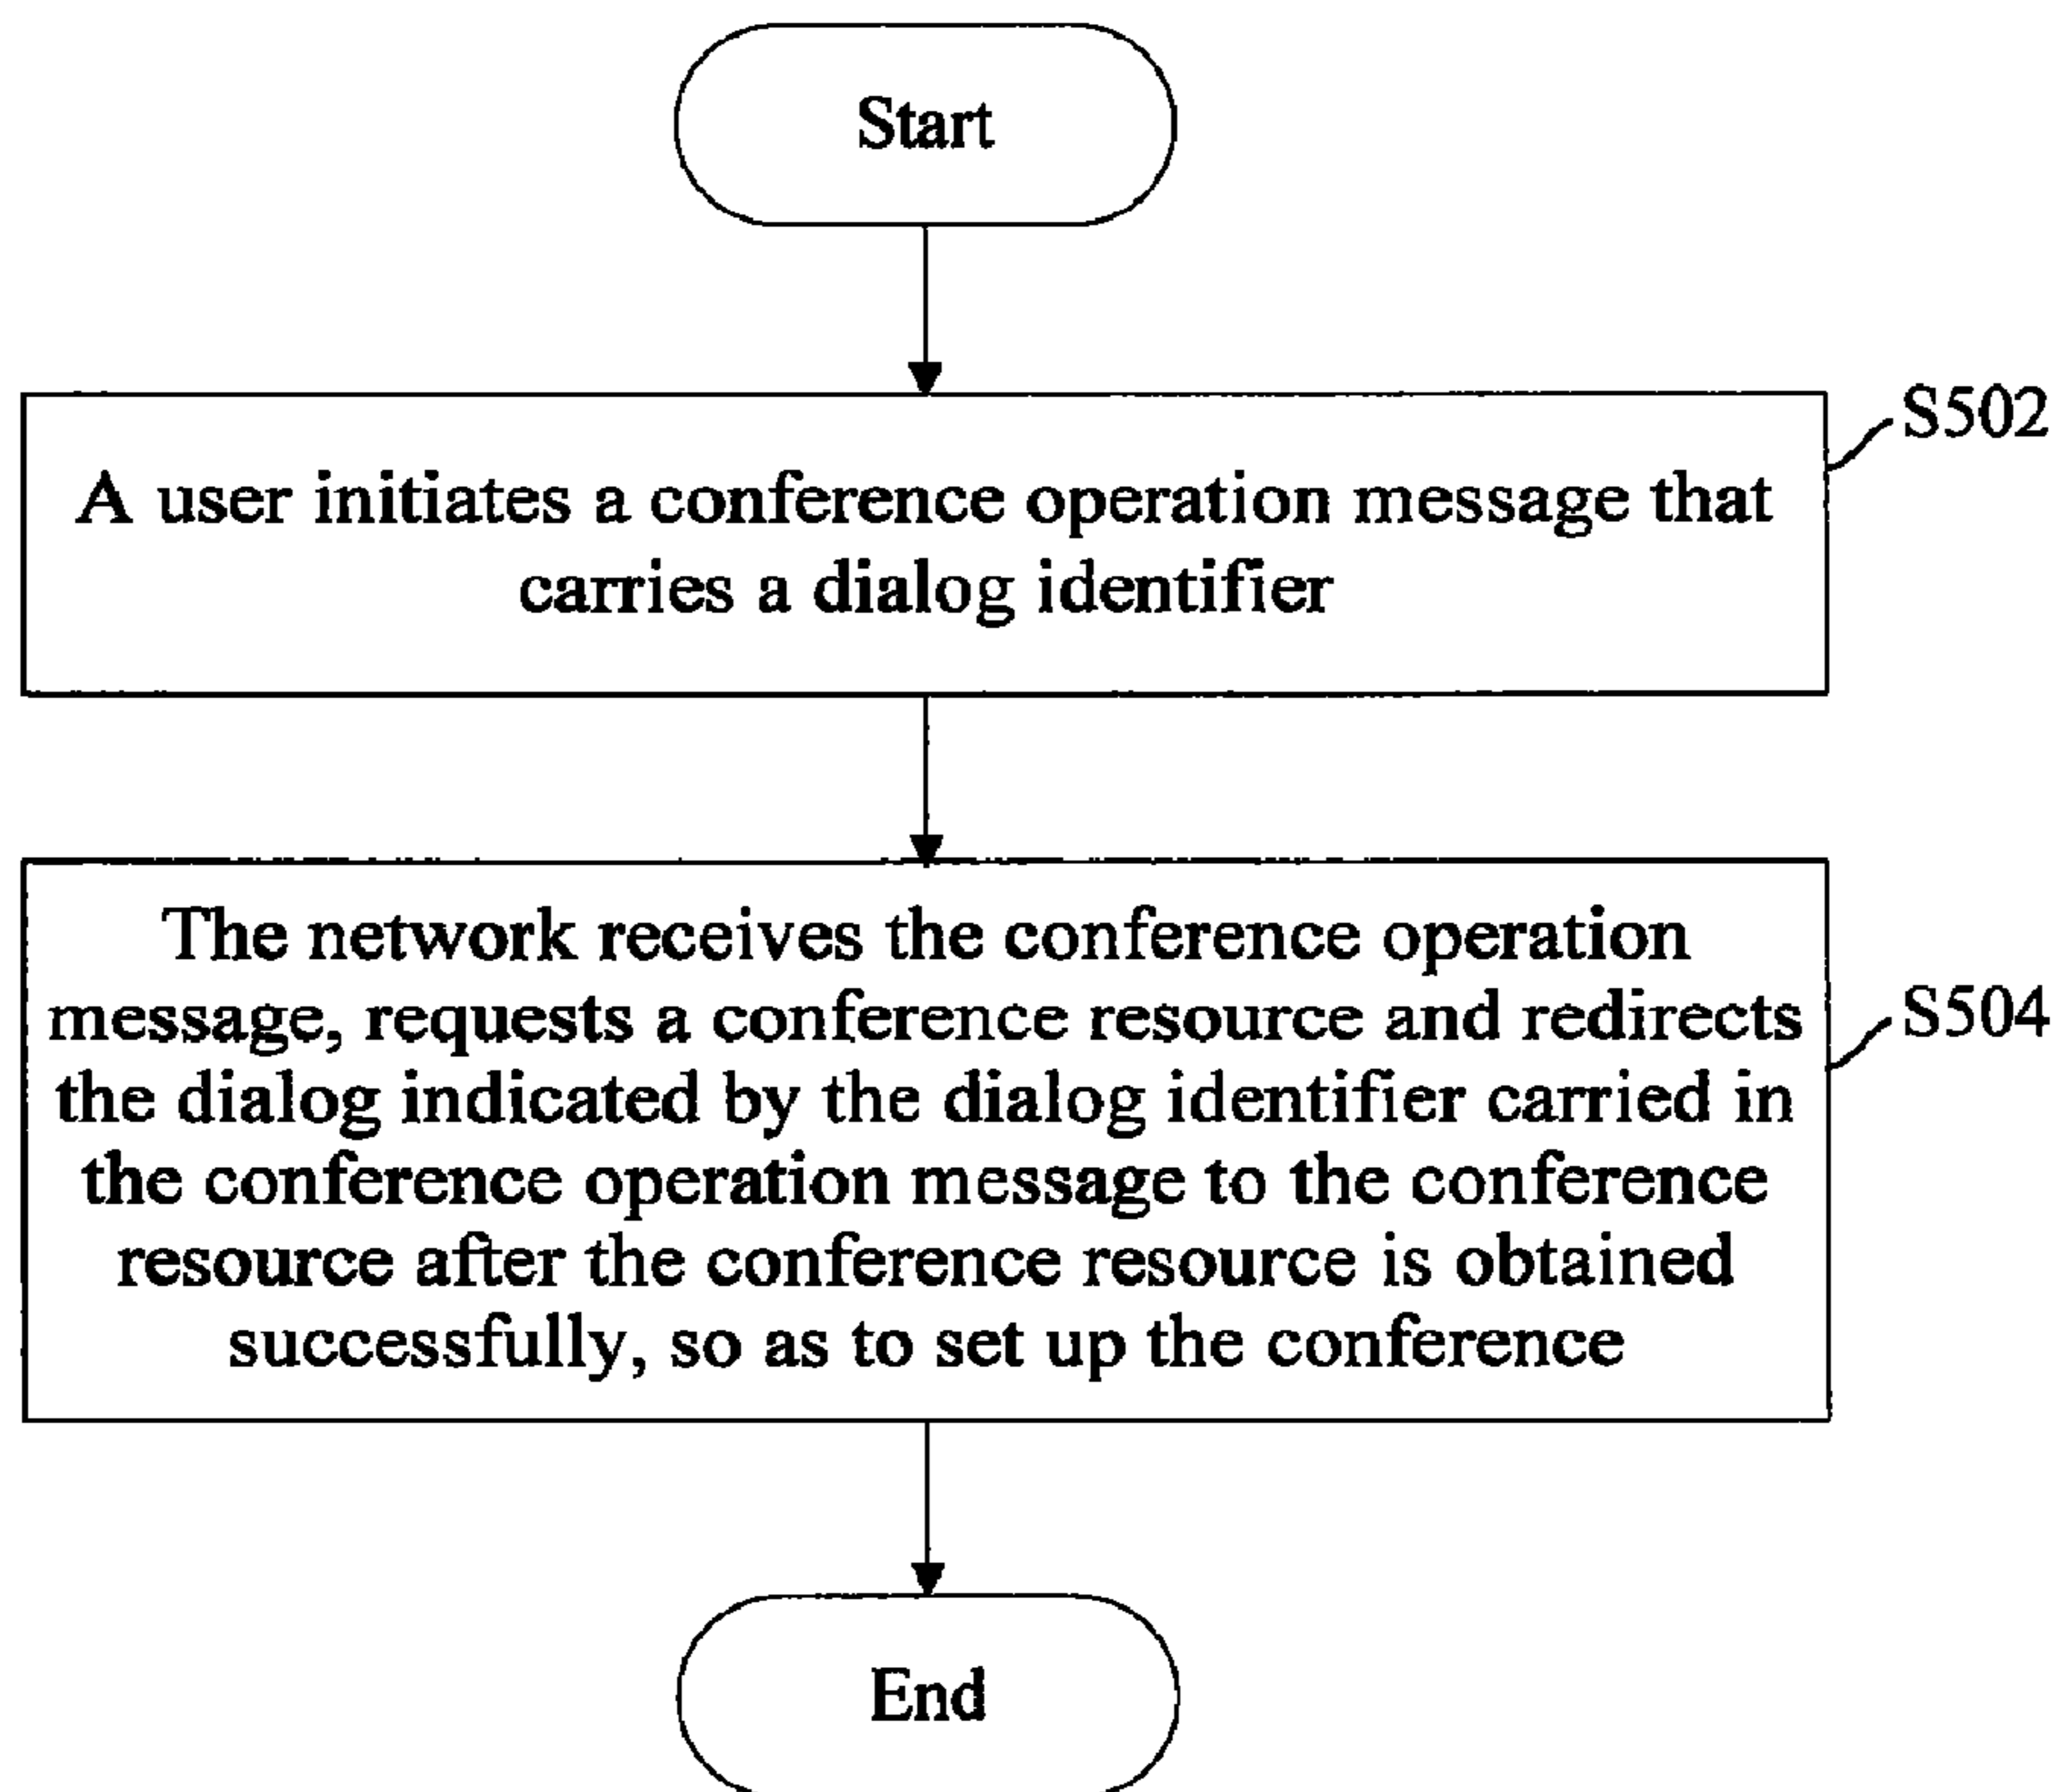 Start
S502
A user initiates a conference operation message that
carries a dialog identifier
The network receives the conference operation
message, requests a conference resource and redirects
S504
the dialog indicated by the dialog identifier carried in
the conference operation message to the conference
resource after the conference resource is obtained
successfully, so as to set up the conference
End